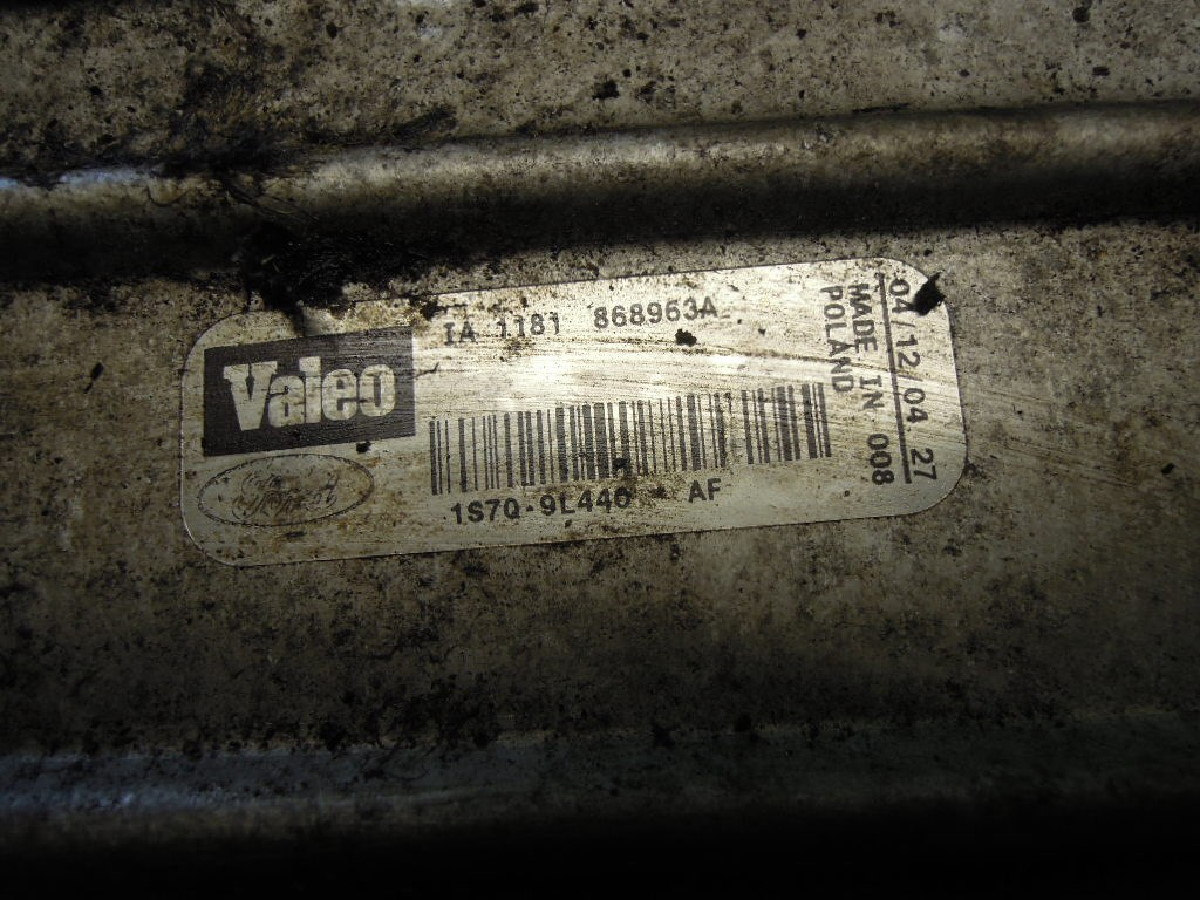 IA 1181 868963A
Valeo
Ford
1S7Q-9L440 * AF
04/12 04 27
MADE IN 008
POLAND